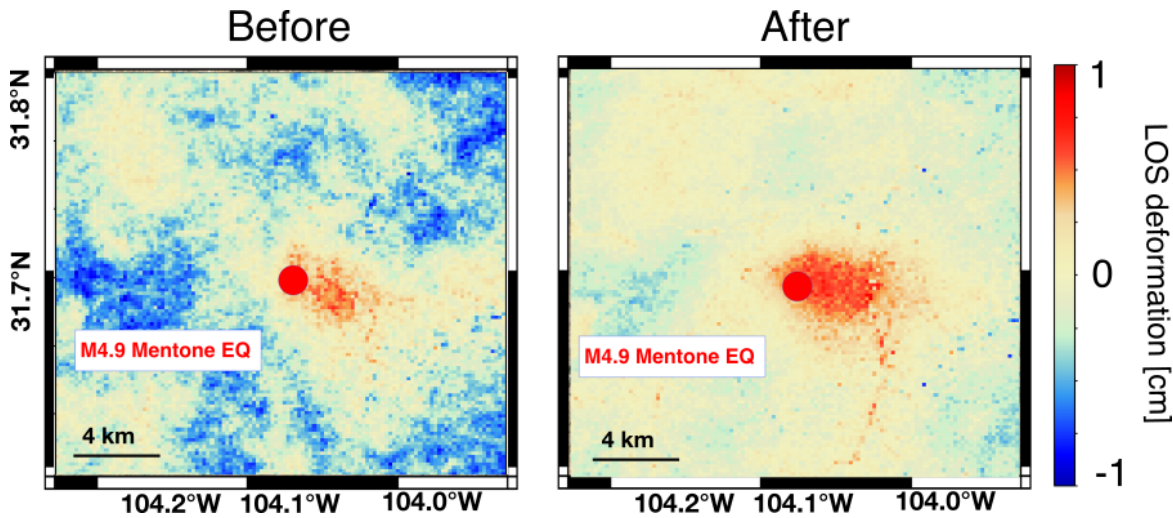 Before
After
31.8°N
31.7°N
M4.9 Mentone EQ
4 km
104.2°W
104.1°W
104.0°W
M4.9 Mentone EQ
4 km
104.2°W
104.1°W
104.0°W
1
0
-1
LOS deformation [cm]